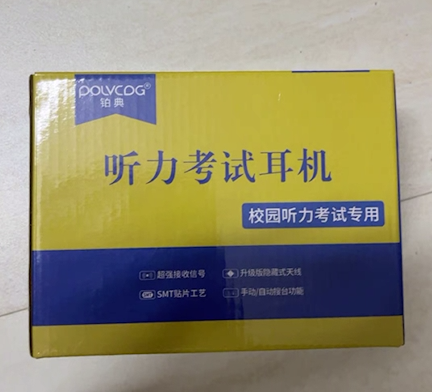 POLYCDG®
铂典
听力考试耳机
校园听力考试专用
超强接收信号
升级版隐藏式天线
SMT SMT贴片工艺
手动/自动搜台功能